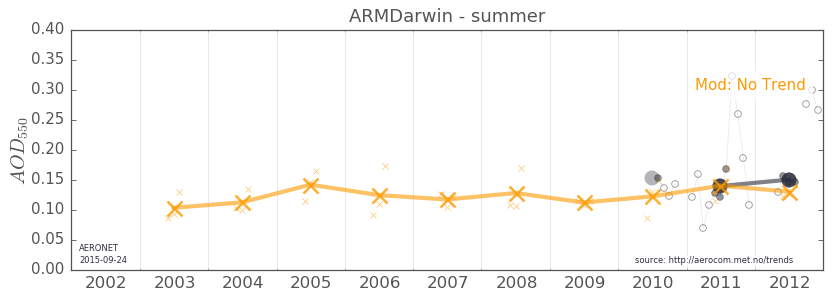 ARMDarwin - summer
0.40
0.35
0.30
0.25
0.20
0.15
0.10
0.05
0.00
AOD550
Mod: No Trend
AERONET
2015-09-24
source: http://aerocom.met.no/trends
2002 2003 2004 2005 2006 2007 2008 2009 2010 2011 2012